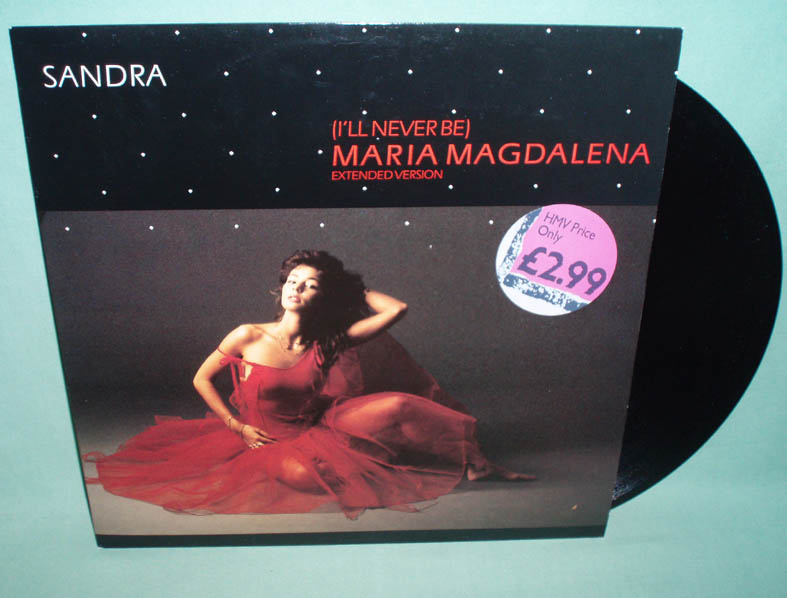 SANDRA
(I'LL NEVER BE)
MARIA MAGDALENA
EXTENDED VERSION
HMV Price
Only
£2.99